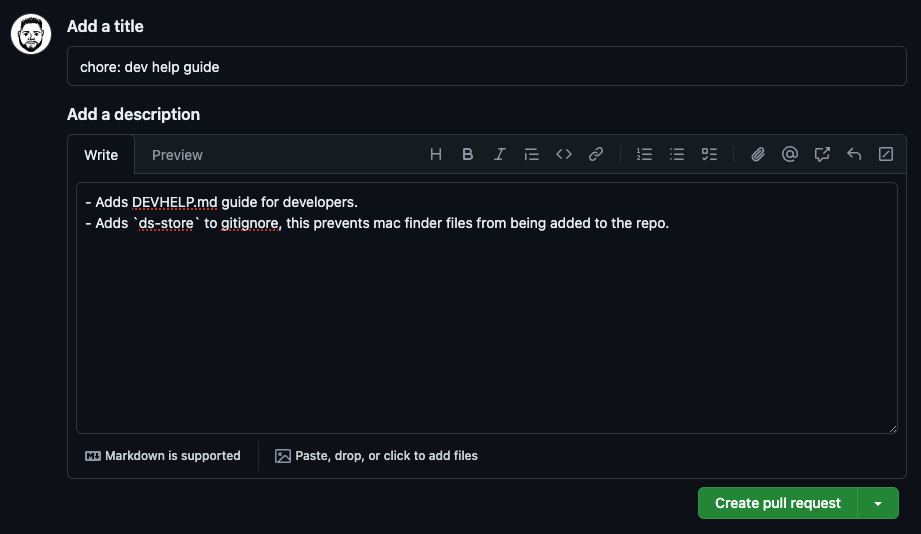 Add a title
chore: dev help guide
Add a description
Write Preview
- Adds DEVHELP.md guide for developers.
- Adds `ds-store` to gitignore, this prevents mac finder files from being added to the repo.
Markdown is supported Paste, drop, or click to add files
Create pull request